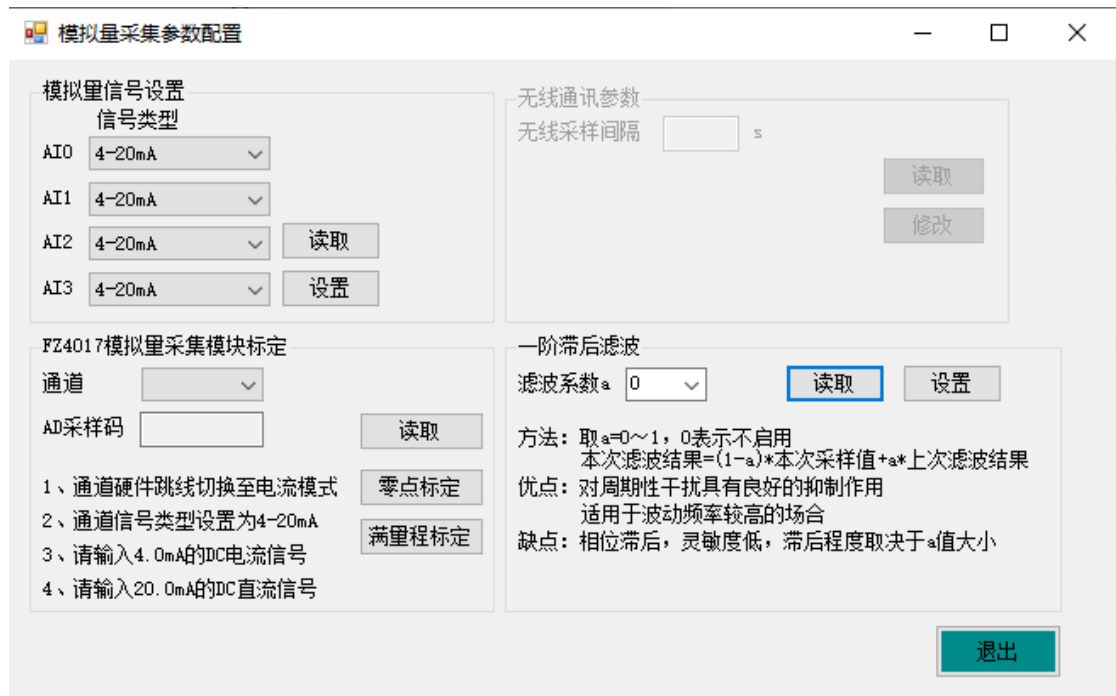 模拟量采集参数配置
模拟量信号设置
信号类型
AI0 4-20mA
AI1 4-20mA
AI2 4-20mA 读取
AI3 4-20mA 设置
无线通讯参数
无线采样间隔 s
读取
修改
FZ4017模拟量采集模块标定
通道
AD采样码 读取
1、通道硬件跳线切换至电流模式 零点标定
2、通道信号类型设置为4-20mA
满量程标定
3、请输入4.0mA的DC电流信号
4、请输入20.0mA的DC直流信号
一阶滞后滤波
滤波系数a 0 读取 设置
方法：取a=0～1，0表示不启用
本次滤波结果=(1-a)*本次采样值+a*上次滤波结果
优点：对周期性干扰具有良好的抑制作用
适用于波动频率较高的场合
缺点：相位滞后，灵敏度低，滞后程度取决于a值大小
退出